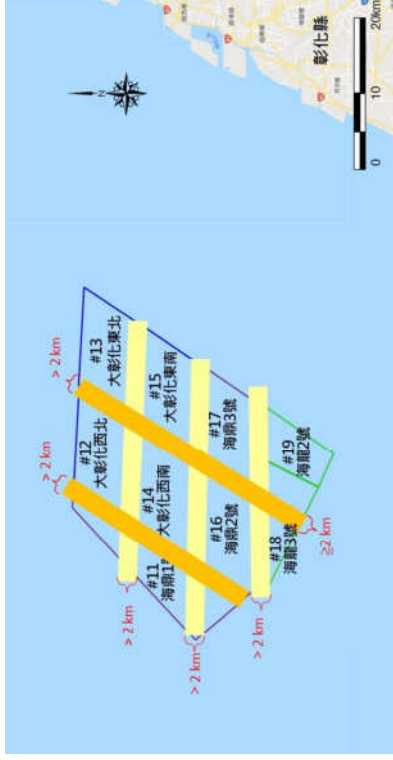 > 2 km
> 2 km
#13
大彰化東北
#12
大彰化西北
#15
大彰化東南
#14
大彰化西南
#11
海鼎1
> 2 km
#17
海鼎3號
#16
海鼎2號
> 2 km
#19
海龍2號
#18
海龍3號
> 2 km
≥2 km
N
彰化縣
0
10
20km